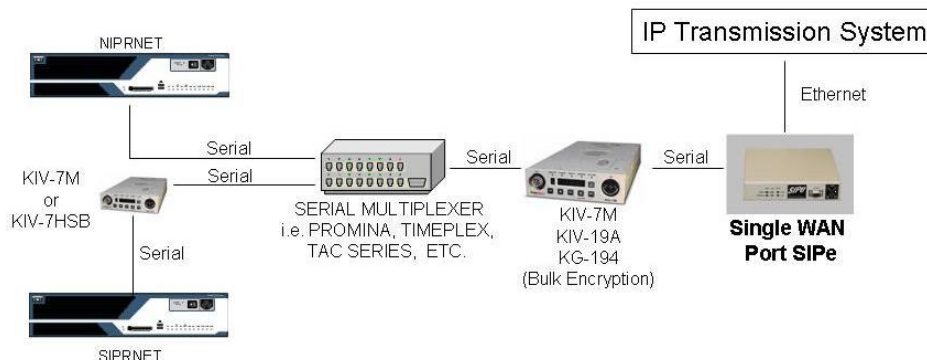 NIPRNET
IP Transmission System
Ethernet
Serial
Serial
KIV-7M
or
KIV-7HSB
Serial
Serial
SERIAL MULTIPLEXER
i.e. PROMINA, TIMEPLEX,
TAC SERIES, ETC.
KIV-7M
KIV-19A
KG-194
(Bulk Encryption)
Single WAN
Port SIPe
Serial
SIPRNET